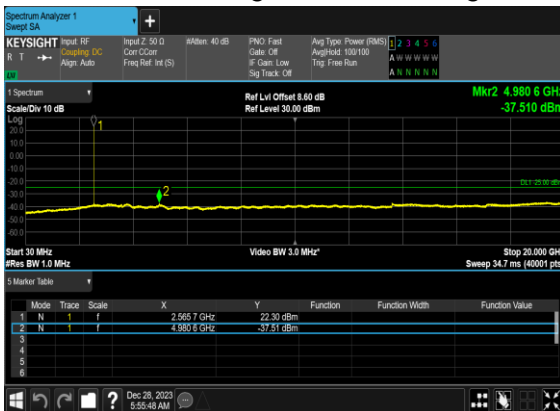 Spectrum Analyzer 1
Swept SA
KEYSIGHT Input: RF Input Z: 50 Ω #Atten: 40 dB PNO: Fast Avg Type: Power (RMS) 1 2 3 4 5 6
R T Coupling: DC Corr CCorr Gate: Off Avg|Hold: 100/100 A W W W W W
Align: Auto Freq Ref: Int (S) IF Gain: Low Trig: Free Run
LV Sig Track: Off A N N N N N
1 Spectrum Mkr2 4.980 6 GHz
Scale/Div 10 dB Ref Lvl Offset 8.60 dB
Ref Level 30.00 dBm -37.510 dBm
Log
20.0
10.0
0.00
-10.0
-20.0
-30.0
-40.0
-50.0
-60.0
1
2
DL1 -25.00 dBm
Start 30 MHz Video BW 3.0 MHz* Stop 20.000 GHz
#Res BW 1.0 MHz Sweep 34.7 ms (40001 pts)
5 Marker Table
Mode Trace Scale X Y Function Function Width Function Value
1 N 1 f 2.565 7 GHz 22.30 dBm
2 N 1 f 4.980 6 GHz -37.51 dBm
3
4
5
6
Dec 28, 2023
5:55:48 AM